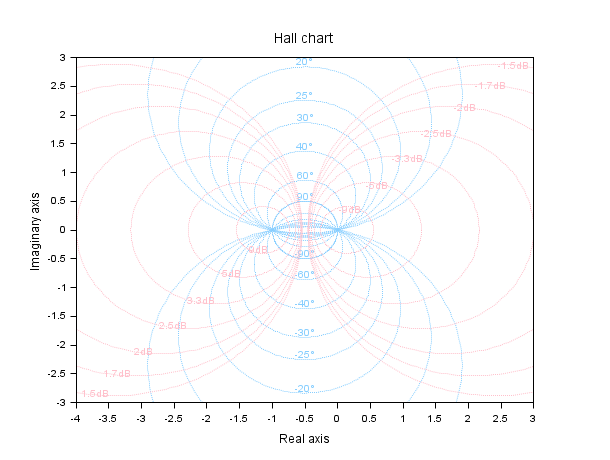 Hall chart
3
2.5
2
1.5
1
0.5
0
-0.5
-1
-1.5
-2
-2.5
-3
Imaginary axis
20°
25°
30°
40°
60°
90°
-90°
-60°
-40°
-30°
-25°
-20°
-1.5dB
-1.7dB
-2dB
-2.5dB
-3.3dB
-5dB
-9dB
9dB
5dB
3.3dB
2.5dB
2dB
1.7dB
1.5dB
-4 -3.5 -3 -2.5 -2 -1.5 -1 -0.5 0 0.5 1 1.5 2 2.5 3
Real axis